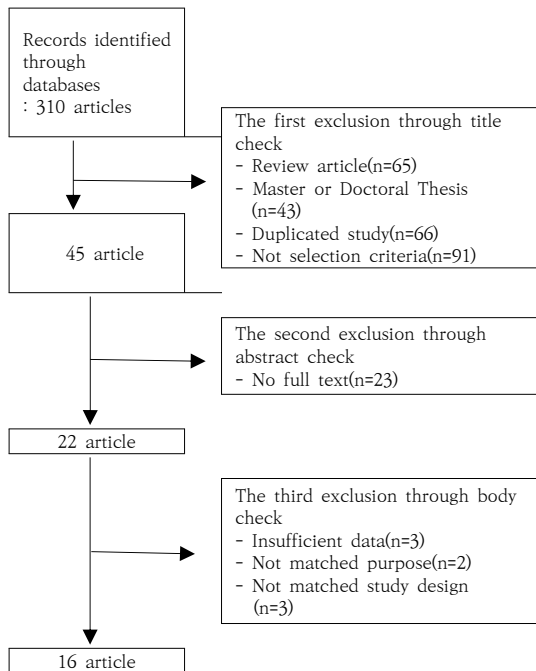 Records identified
through
databases
: 310 articles
The first exclusion through title
check
- Review article(n=65)
- Master or Doctoral Thesis
(n=43)
- Duplicated study(n=66)
- Not selection criteria(n=91)
45 article
The second exclusion through
abstract check
- No full text(n=23)
22 article
The third exclusion through body
check
- Insufficient data(n=3)
- Not matched purpose(n=2)
- Not matched study design
(n=3)
16 article